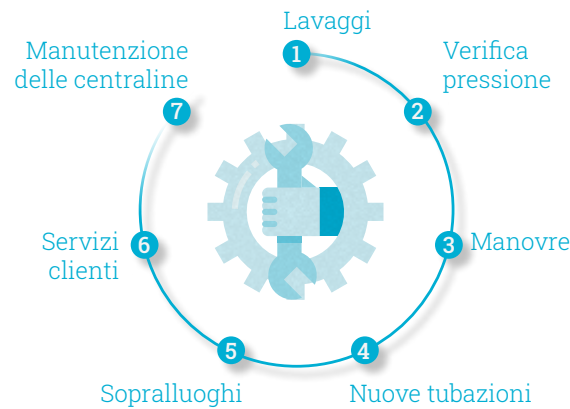 Lavaggi
1
Verifica
pressione
2
3
Manovre
4
Nuove tubazioni
5
Sopralluoghi
6
Servizi
clienti
Manutenzione
delle centraline
7